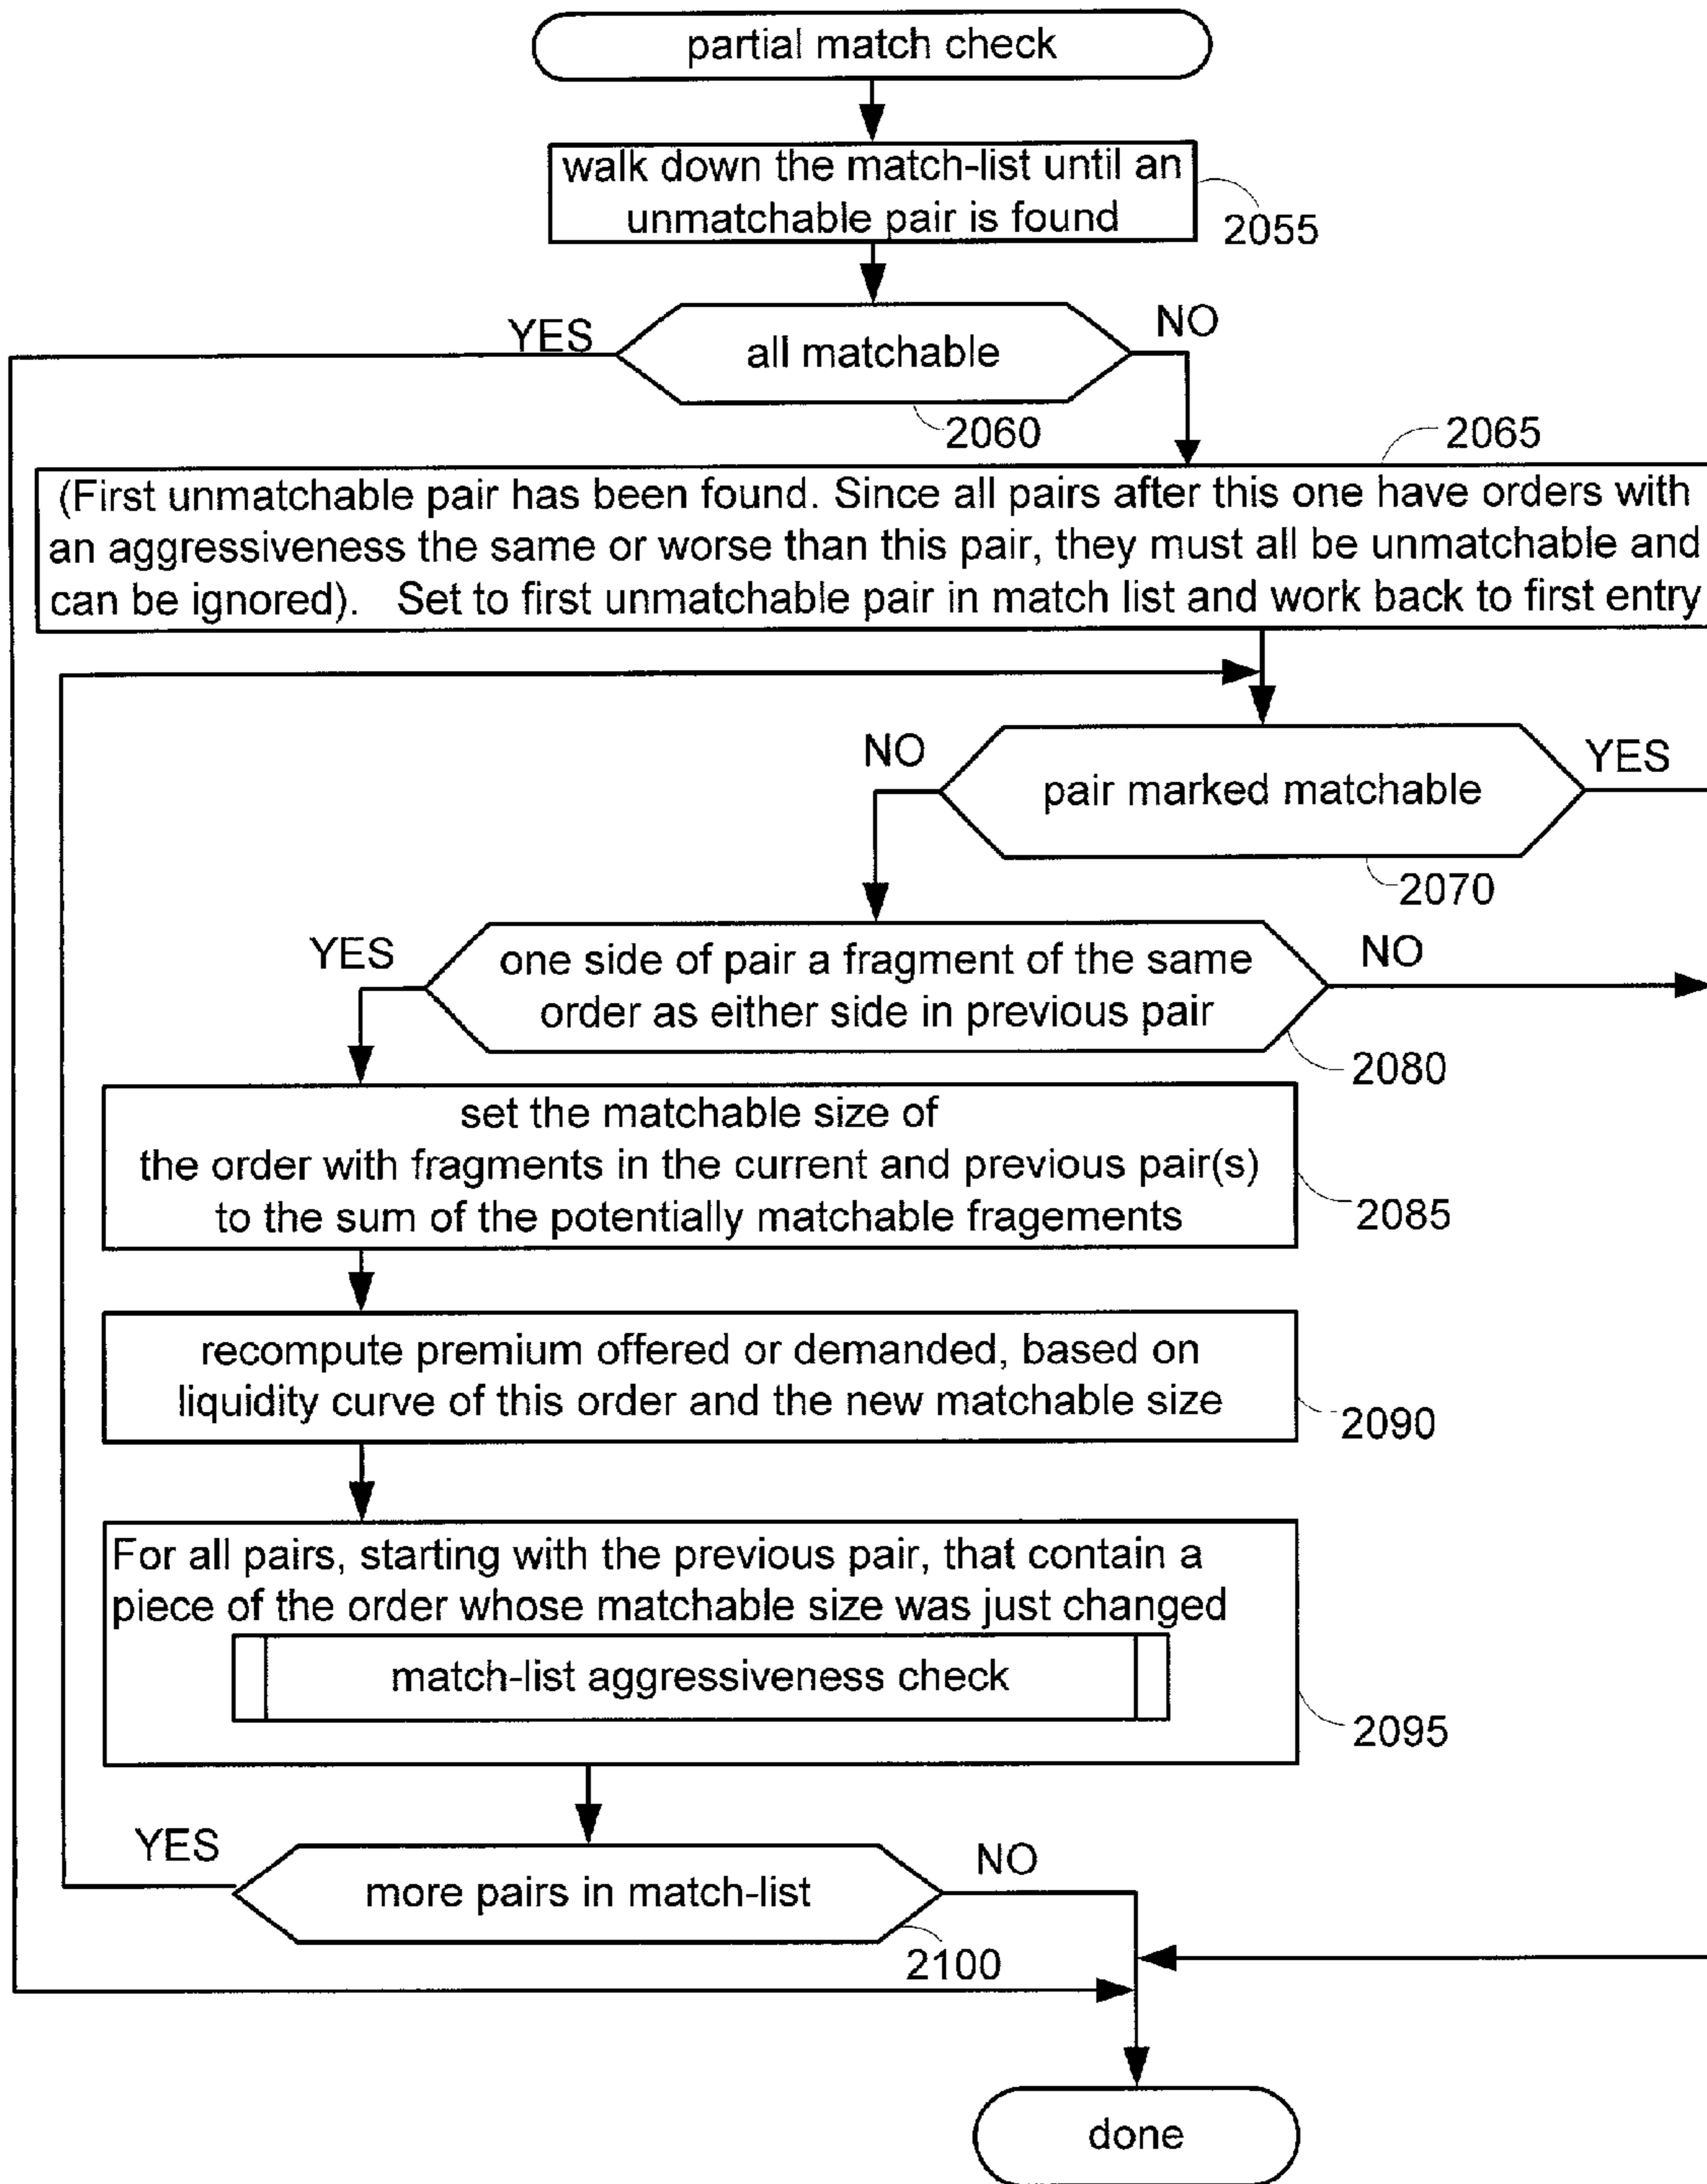 partial match check
walk down the match-list until an
unmatchable pair is found
2055
YES
NO
all matchable
2060
2065
(First unmatchable pair has been found. Since all pairs after this one have orders with
an aggressiveness the same or worse than this pair, they must all be unmatchable and
can be ignored). Set to first unmatchable pair in match list and work back to first entry
NO
YES
pair marked matchable
2070
YES
NO
one side of pair a fragment of the same
order as either side in previous pair
2080
set the matchable size of
the order with fragments in the current and previous pair(s)
to the sum of the potentially matchable fragements
2085
recompute premium offered or demanded, based on
liquidity curve of this order and the new matchable size
2090
For all pairs, starting with the previous pair, that contain a
piece of the order whose matchable size was just changed
match-list aggressiveness check
2095
YES
NO
more pairs in match-list
2100
done